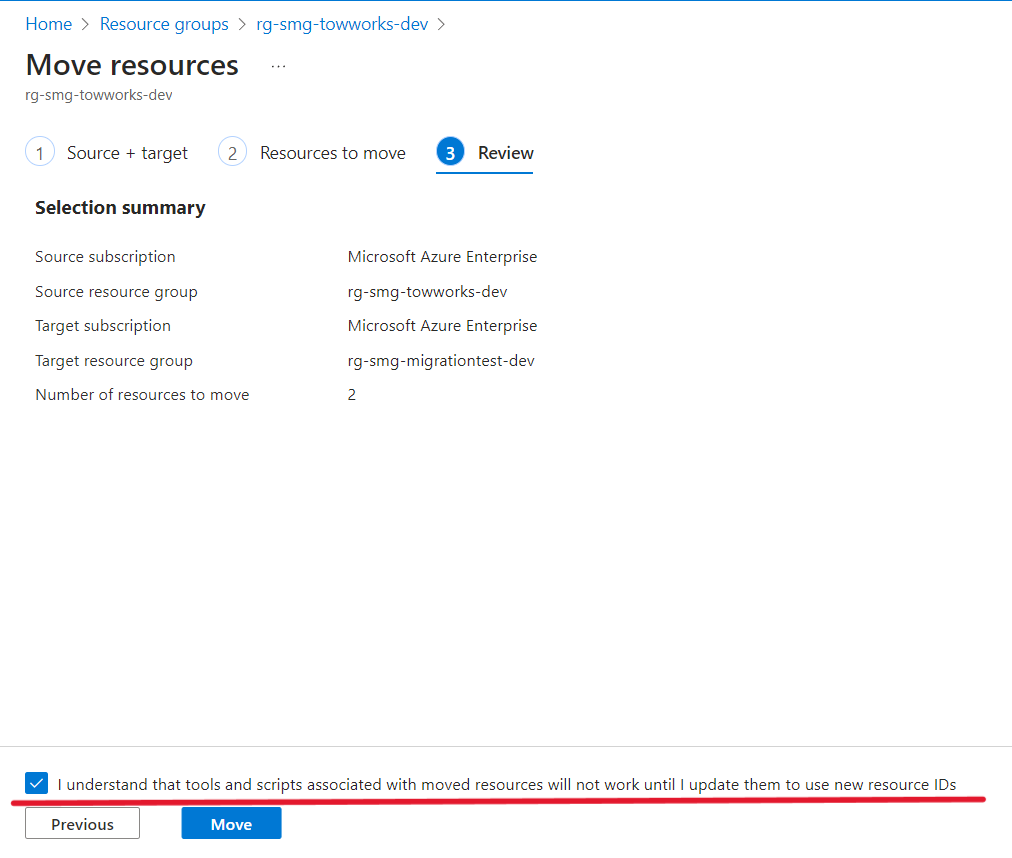 Home > Resource groups > rg-smg-towworks-dev >
Move resources ...
rg-smg-towworks-dev
1 Source + target 2 Resources to move 3 Review
Selection summary
Source subscription Microsoft Azure Enterprise
Source resource group rg-smg-towworks-dev
Target subscription Microsoft Azure Enterprise
Target resource group rg-smg-migrationtest-dev
Number of resources to move 2
I understand that tools and scripts associated with moved resources will not work until I update them to use new resource IDs
Previous Move